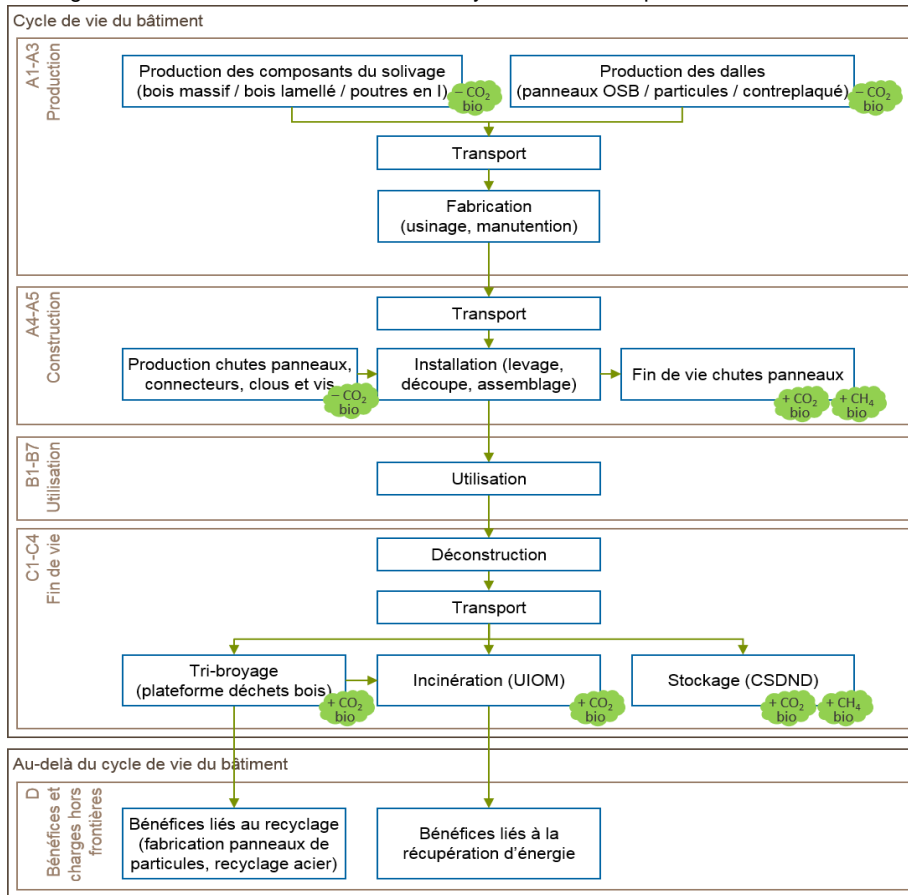 Cycle de vie du bâtiment
A1-A3
Production
Production des composants du solivage
(bois massif / bois lamellé / poutres en I)
– CO₂
bio
Production des dalles
(panneaux OSB / particules / contreplaqué)
– CO₂
bio
Transport
Fabrication
(usinage, manutention)
A4-A5
Construction
Transport
Production chutes panneaux,
connecteurs, clous et vis
– CO₂
bio
Installation (levage,
découpe, assemblage)
Fin de vie chutes panneaux
+ CO₂
bio
+ CH₄
bio
B1-B7
Utilisation
Utilisation
C1-C4
Fin de vie
Déconstruction
Transport
Tri-broyage
(plateforme déchets bois)
+ CO₂
bio
Incinération (UIOM)
+ CO₂
bio
Stockage (CSDND)
+ CO₂
bio
+ CH₄
bio
Au-delà du cycle de vie du bâtiment
D
Bénéfices et
charges hors
frontières
Bénéfices liés au recyclage
(fabrication panneaux de
particules, recyclage acier)
Bénéfices liés à la
récupération d'énergie